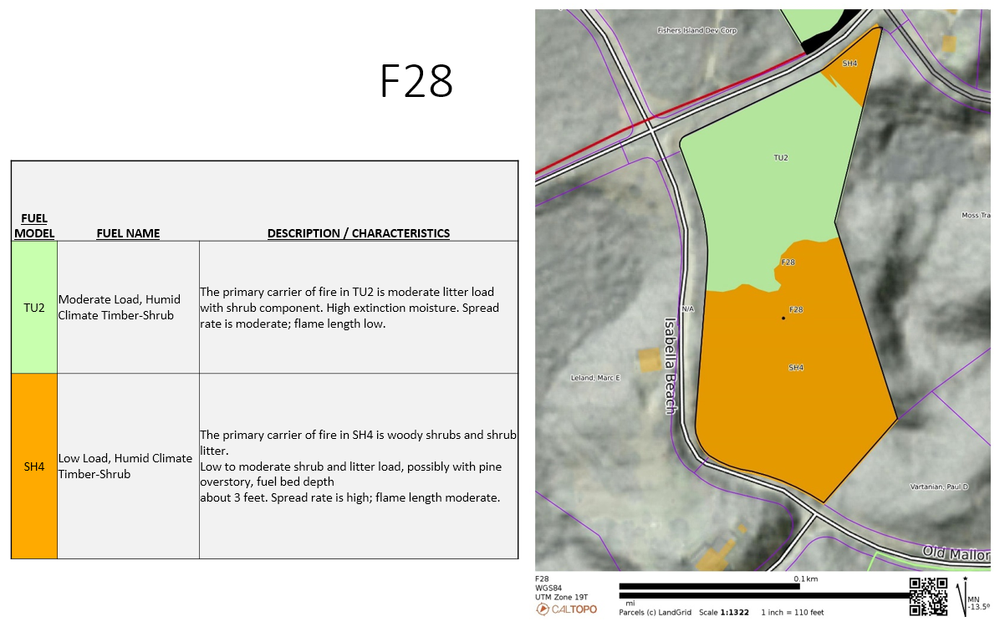 F28
FUEL
MODEL
FUEL NAME
DESCRIPTION / CHARACTERISTICS
TU2
Moderate Load, Humid
Climate Timber-Shrub
The primary carrier of fire in TU2 is moderate litter load
with shrub component. High extinction moisture. Spread
rate is moderate; flame length low.
SH4
Low Load, Humid Climate
Timber-Shrub
The primary carrier of fire in SH4 is woody shrubs and shrub
litter.
Low to moderate shrub and litter load, possibly with pine
overstory, fuel bed depth
about 3 feet. Spread rate is high; flame length moderate.
Fishers Island Dev Corp
SH4
TU2
Moss Tra
F28
N/A
F28
Isabella Beach
SH4
Leland, Marc E
Vartanian, Paul D
Old Mallor
F28
WGS84
UTM Zone 19T
CALTOPO
0.1km
mi
Parcels (c) LandGrid Scale 1:1322 1 inch = 110 feet
MN
-13.5º